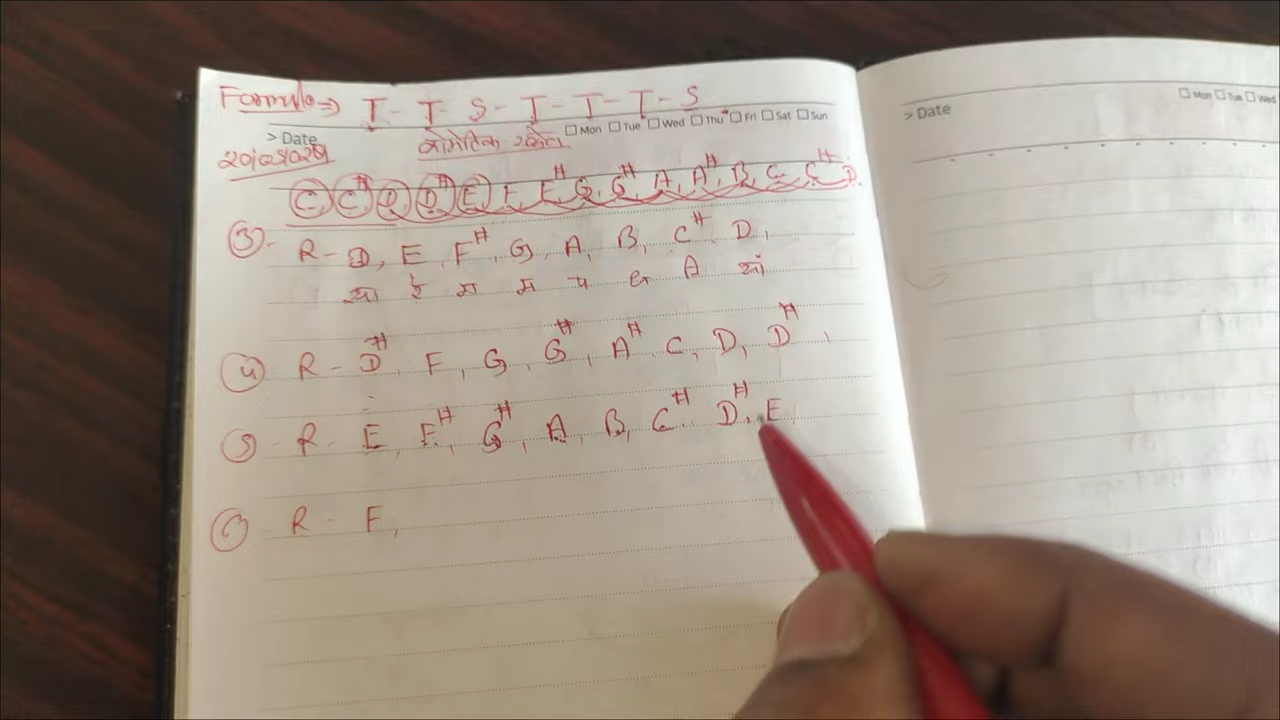 Formula ⇒ T - T S - T - T - T - S
> Date Mon Tue Wed Thu Fri Sat Sun
> Date Mon Tue Wed
C C# D D# E F F# G, G#, A, A#, B, C, C# D.
3). R - D, E, F#, G, A, B, C#, D,
सा रे ग म प ध A सां
4 R - D#, F, G, G#, A#, C, D, D#,
5 R - E, F#, G#, A, B, C#, D#, E,
6) R - F,